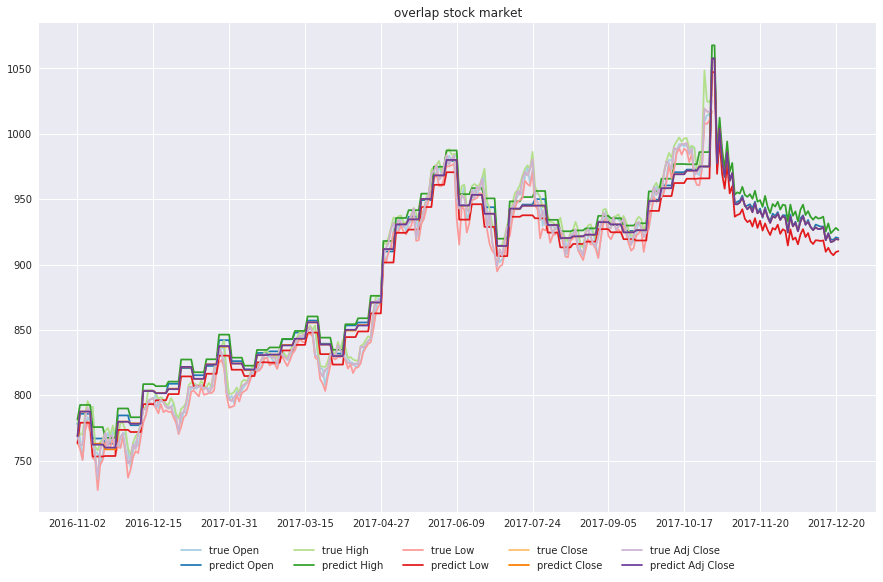 overlap stock market
1050
1000
950
900
850
800
750
2016-11-02 2016-12-15 2017-01-31 2017-03-15 2017-04-27 2017-06-09 2017-07-24 2017-09-05 2017-10-17 2017-11-20 2017-12-20
true Open true High true Low true Close true Adj Close
predict Open predict High predict Low predict Close predict Adj Close